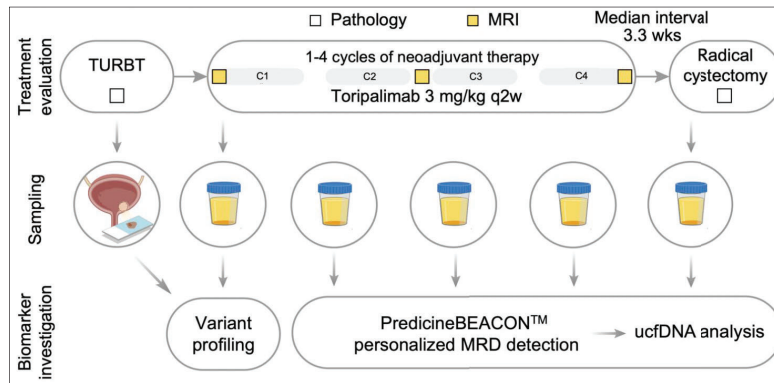 Pathology
MRI
Median interval
3.3 wks
Treatment
evaluation
TURBT
1-4 cycles of neoadjuvant therapy
C1
C2
C3
C4
Toripalimab 3 mg/kg q2w
Radical
cystectomy
Sampling
Biomarker
investigation
Variant
profiling
PredicineBEACON™
personalized MRD detection
ucfDNA analysis